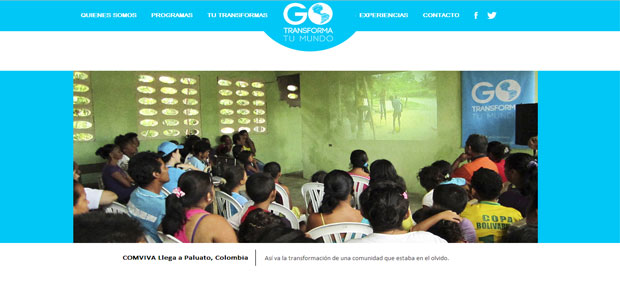 QUIENES SOMOS PROGRAMAS TU TRANSFORMAS GO EXPERIENCIAS CONTACTO
TRANSFORMA
TU MUNDO
GO
TRANSFORMA
COPA
BOLIVAR
COMVIVA Llega a Paluato, Colombia Así va la transformación de una comunidad que estaba en el olvido.